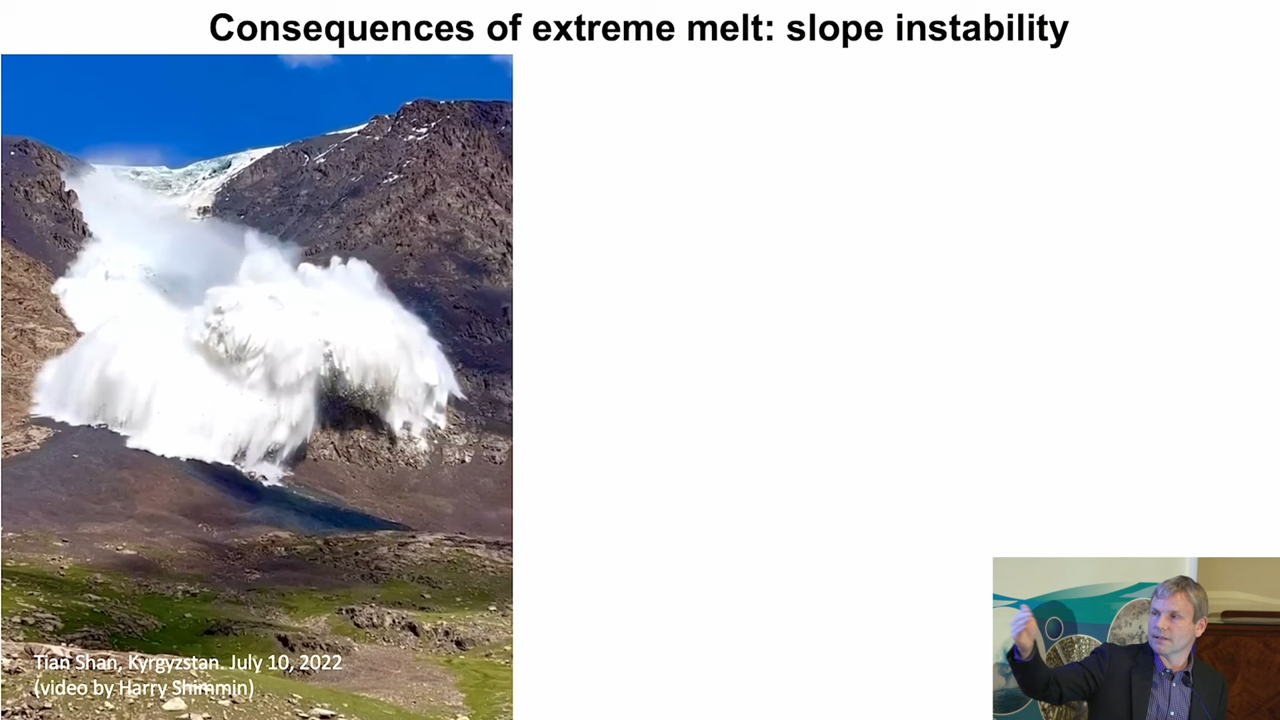 Consequences of extreme melt: slope instability
Tian Shan, Kyrgyzstan. July 10, 2022
(video by Harry Shimmin)